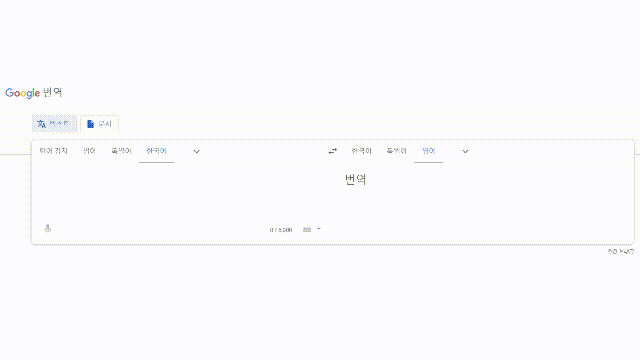 Google 번역
텍스트 문서
언어 감지 영어 독일어 한국어 한국어 독일어 영어
번역
0 / 5,000
의견 보내기